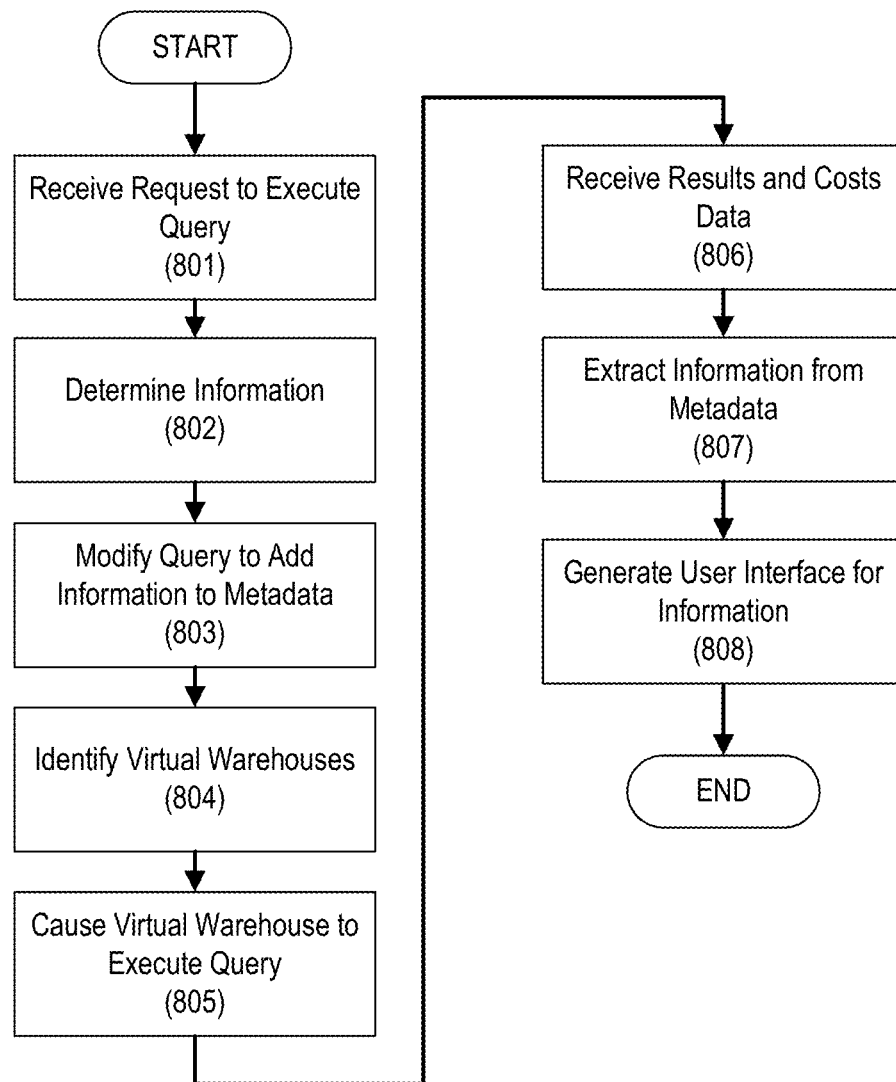 START
Receive Request to Execute
Query
(801)
Determine Information
(802)
Modify Query to Add
Information to Metadata
(803)
Identify Virtual Warehouses
(804)
Cause Virtual Warehouse to
Execute Query
(805)
Receive Results and Costs
Data
(806)
Extract Information from
Metadata
(807)
Generate User Interface for
Information
(808)
END